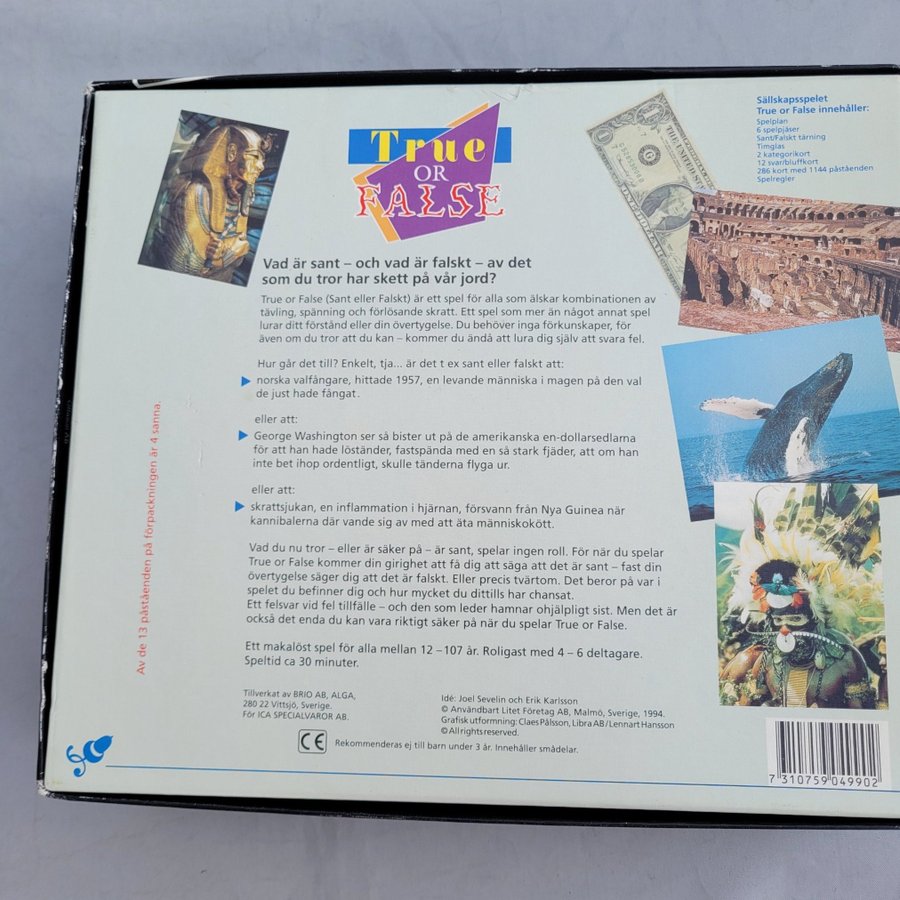 True
OR
FALSE
Sällskapsspelet
True or False innehåller:
Spelplan
6 spelpjäser
Sant/Falskt tärning
Timglas
2 kategorikort
12 svar/bluffkort
286 kort med 1144 påståenden
Spelregler
THE UNITED STATES
Vad är sant – och vad är falskt – av det
som du tror har skett på vår jord?
True or False (Sant eller Falskt) är ett spel för alla som älskar kombinationen av
tävling, spänning och förlösande skratt. Ett spel som mer än något annat spel
lurar ditt förstånd eller din övertygelse. Du behöver inga förkunskaper, för
även om du tror att du kan – kommer du ändå att lura dig själv att svara fel.
Hur går det till? Enkelt, tja... är det t ex sant eller falskt att:
norska valfångare, hittade 1957, en levande människa i magen på den val
de just hade fångat.
eller att:
George Washington ser så bister ut på de amerikanska en-dollarsedlarna
för att han hade löständer, fastspända med en så stark fjäder, att om han
inte bet ihop ordentligt, skulle tänderna flyga ur.
eller att:
skrattsjukan, en inflammation i hjärnan, försvann från Nya Guinea när
kannibalerna där vande sig av med att äta människokött.
Vad du nu tror – eller är säker på – är sant, spelar ingen roll. För när du spelar
True or False kommer din girighet att få dig att säga att det är sant – fast din
övertygelse säger dig att det är falskt. Eller precis tvärtom. Det beror på var i
spelet du befinner dig och hur mycket du dittills har chansat.
Ett felsvar vid fel tillfälle – och den som leder hamnar ohjälpligt sist. Men det är
också det enda du kan vara riktigt säker på när du spelar True or False.
Ett makalöst spel för alla mellan 12 – 107 år. Roligast med 4 – 6 deltagare.
Speltid ca 30 minuter.
Av de 13 påståenden på förpackningen är 4 sanna.
Tillverkat av BRIO AB, ALGA,
280 22 Vittsjö, Sverige.
För ICA SPECIALVAROR AB.
Idé: Joel Sevelin och Erik Karlsson
© Användbart Litet Företag AB, Malmö, Sverige, 1994.
Grafisk utformning: Claes Pålsson, Libra AB / Lennart Hansson
© All rights reserved.
CE Rekommenderas ej till barn under 3 år. Innehåller smådelar.
7 310759 049902